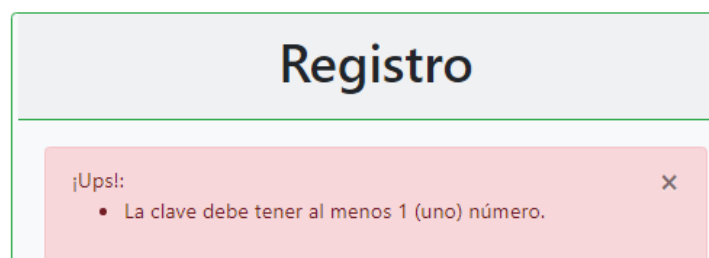 Registro
¡Ups!:
×
• La clave debe tener al menos 1 (uno) número.